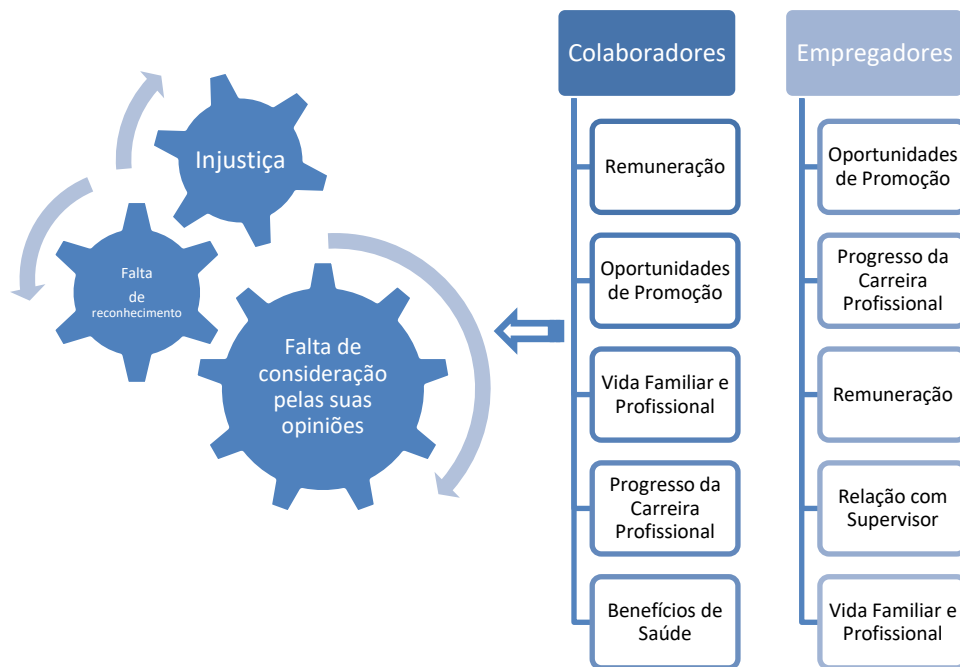 Injustiça
Falta
de
reconhecimento
Falta de
consideração
pelas suas
opiniões
Colaboradores
Remuneração
Oportunidades
de Promoção
Vida Familiar e
Profissional
Progresso da
Carreira
Profissional
Benefícios de
Saúde
Empregadores
Oportunidades
de Promoção
Progresso da
Carreira
Profissional
Remuneração
Relação com
Supervisor
Vida Familiar e
Profissional